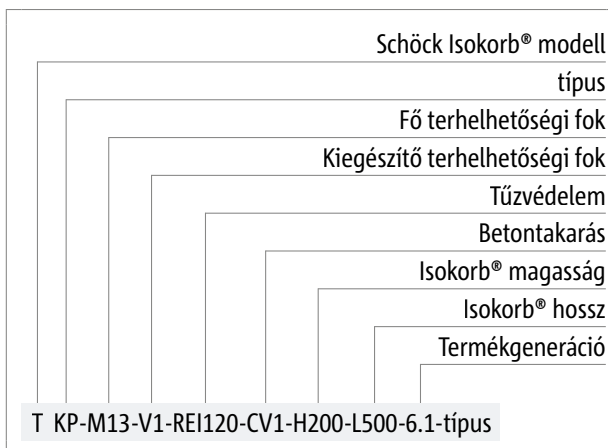 Schöck Isokorb® modell
típus
Fő terhelhetőségi fok
Kiegészítő terhelhetőségi fok
Tűzvédelem
Betontakarás
Isokorb® magasság
Isokorb® hossz
Termékgeneráció
T KP-M13-V1-REI120-CV1-H200-L500-6.1-típus